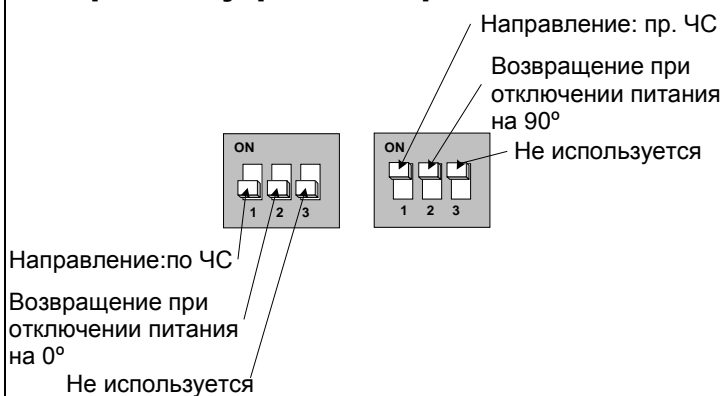 Направление: пр. ЧС
Возвращение при
отключении питания
на 90º
Не используется
ON
1 2 3
ON
1 2 3
Направление:по ЧС
Возвращение при
отключении питания
на 0º
Не используется